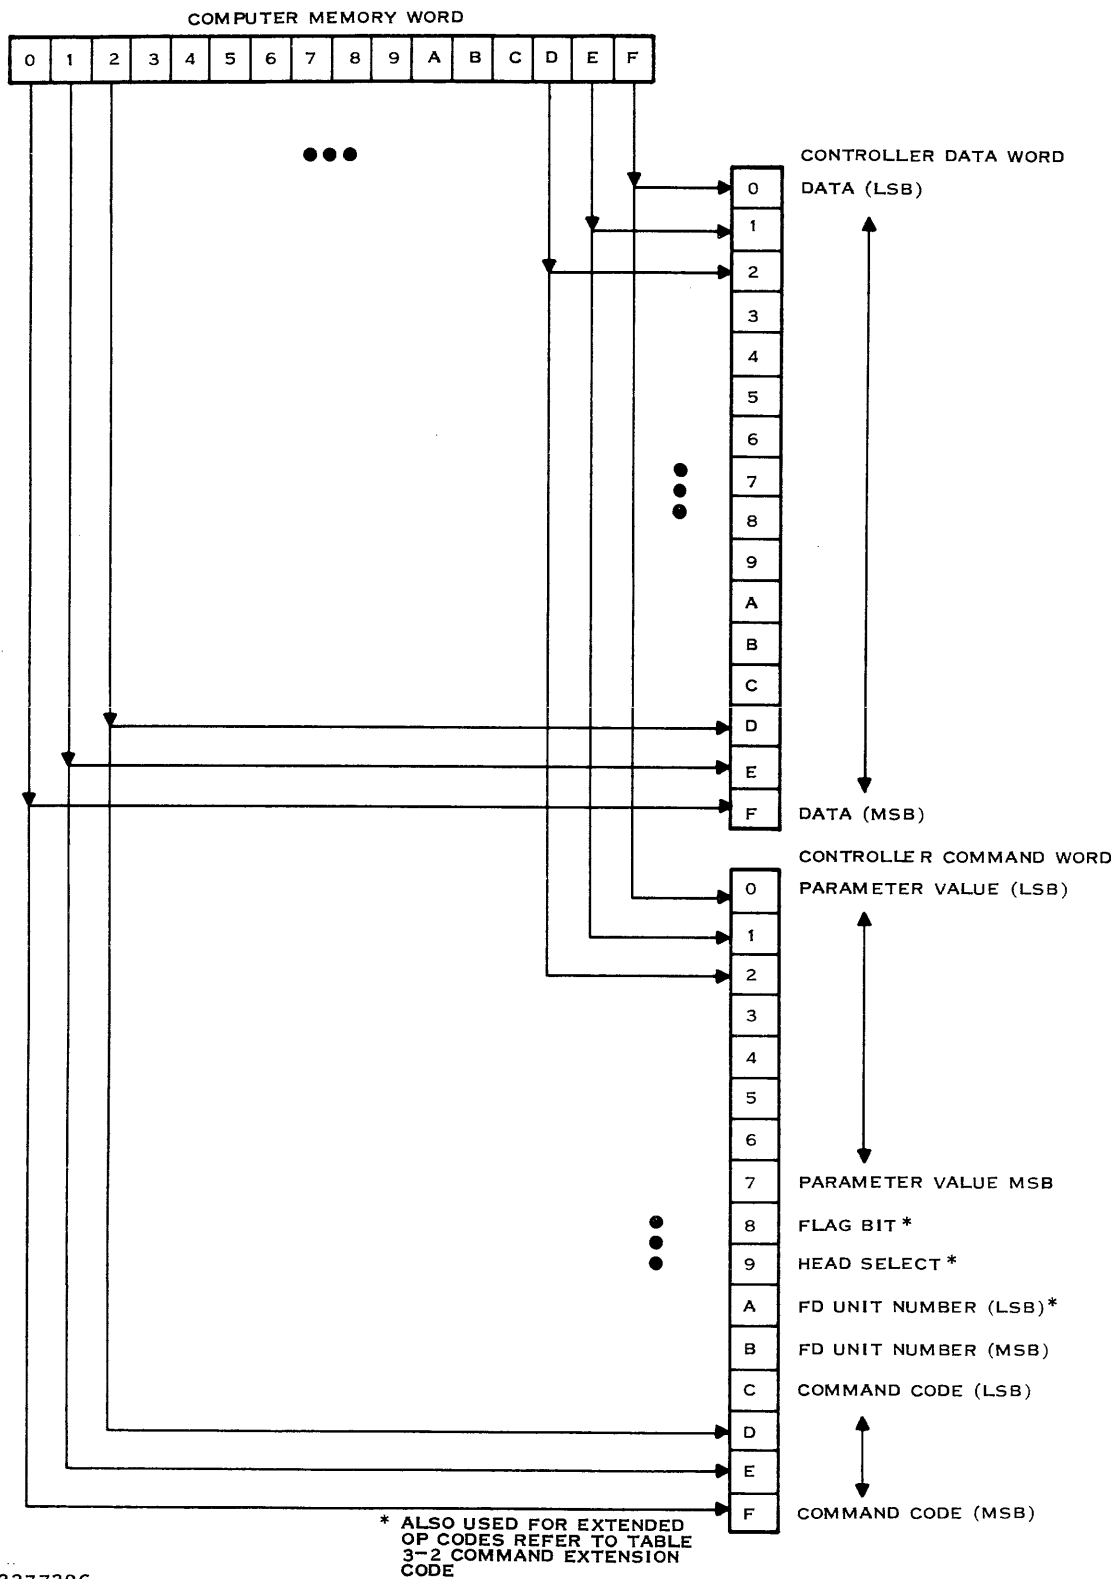 COMPUTER MEMORY WORD
0 1 2 3 4 5 6 7 8 9 A B C D E F
CONTROLLER DATA WORD
0 DATA (LSB)
1
2
3
4
5
6
7
8
9
A
B
C
D
E
F DATA (MSB)
CONTROLLER COMMAND WORD
0 PARAMETER VALUE (LSB)
1
2
3
4
5
6
7 PARAMETER VALUE MSB
8 FLAG BIT *
9 HEAD SELECT *
A FD UNIT NUMBER (LSB)*
B FD UNIT NUMBER (MSB)
C COMMAND CODE (LSB)
D
E
F COMMAND CODE (MSB)
* ALSO USED FOR EXTENDED
OP CODES REFER TO TABLE
3-2 COMMAND EXTENSION
CODE